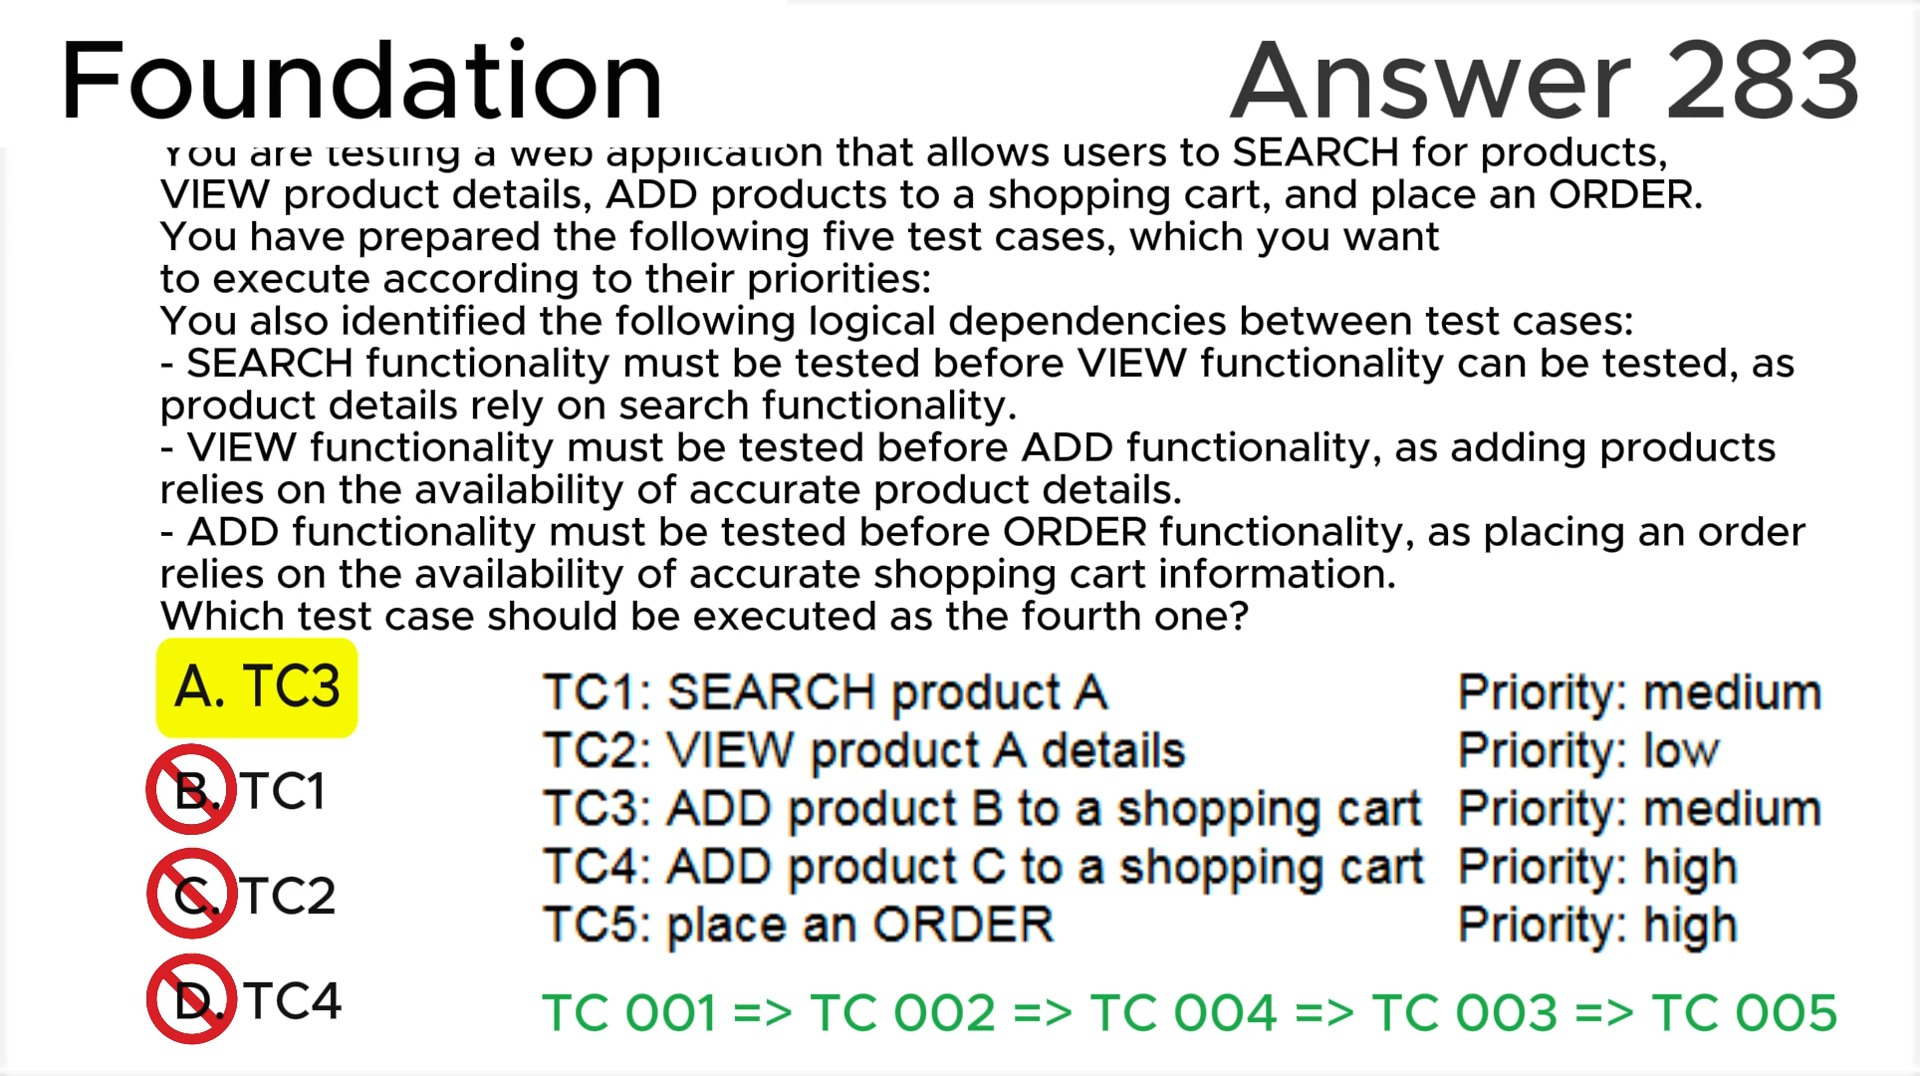 Foundation
Answer 283
You are testing a web application that allows users to SEARCH for products,
VIEW product details, ADD products to a shopping cart, and place an ORDER.
You have prepared the following five test cases, which you want
to execute according to their priorities:
You also identified the following logical dependencies between test cases:
- SEARCH functionality must be tested before VIEW functionality can be tested, as
product details rely on search functionality.
- VIEW functionality must be tested before ADD functionality, as adding products
relies on the availability of accurate product details.
- ADD functionality must be tested before ORDER functionality, as placing an order
relies on the availability of accurate shopping cart information.
Which test case should be executed as the fourth one?
A. TC3
B. TC1
C. TC2
D. TC4
TC1: SEARCH product A Priority: medium
TC2: VIEW product A details Priority: low
TC3: ADD product B to a shopping cart Priority: medium
TC4: ADD product C to a shopping cart Priority: high
TC5: place an ORDER Priority: high
TC 001 => TC 002 => TC 004 => TC 003 => TC 005